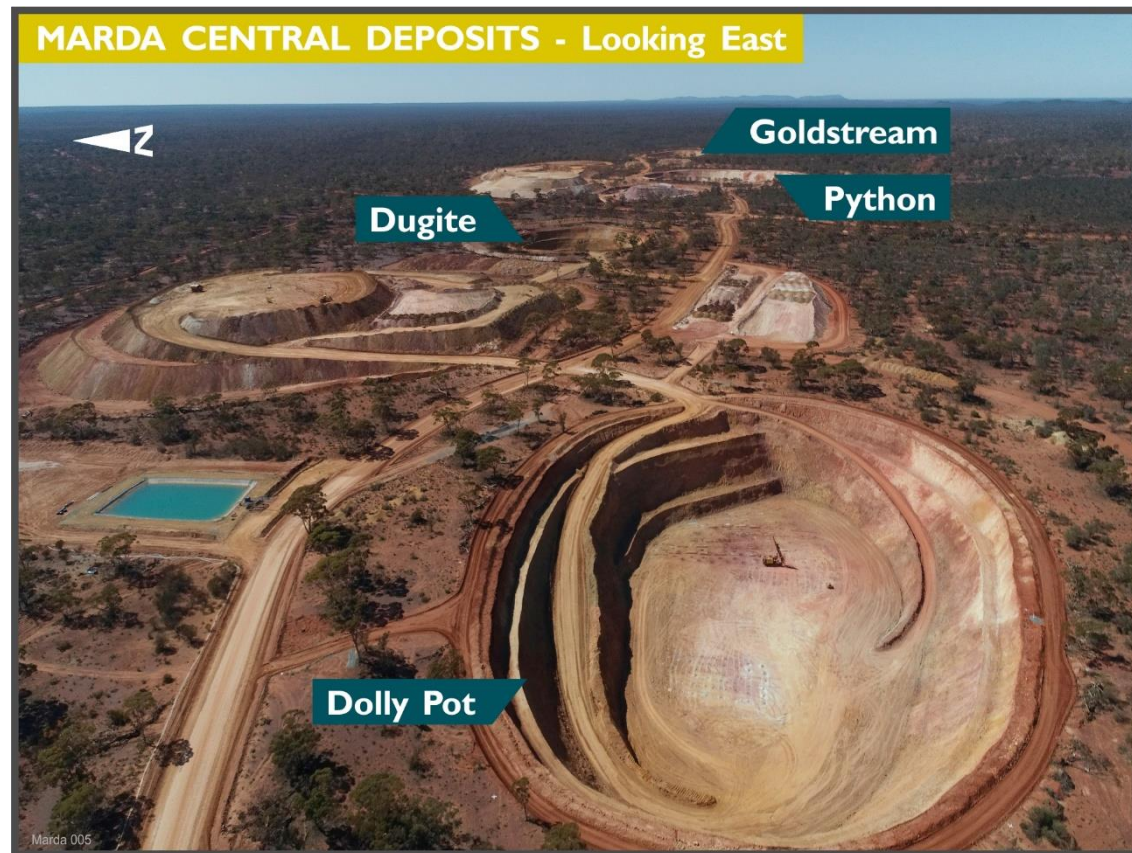 MARDA CENTRAL DEPOSITS - Looking East
Z
Goldstream
Python
Dugite
Dolly Pot
Marda 005